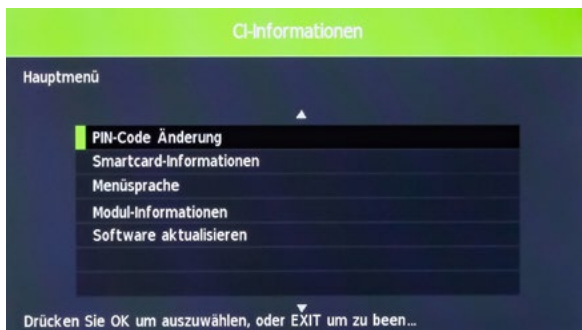 CI-Informationen
Hauptmenü
PIN-Code Änderung
Smartcard-Informationen
Menüsprache
Modul-Informationen
Software aktualisieren
Drücken Sie OK um auszuwählen, oder EXIT um zu been...